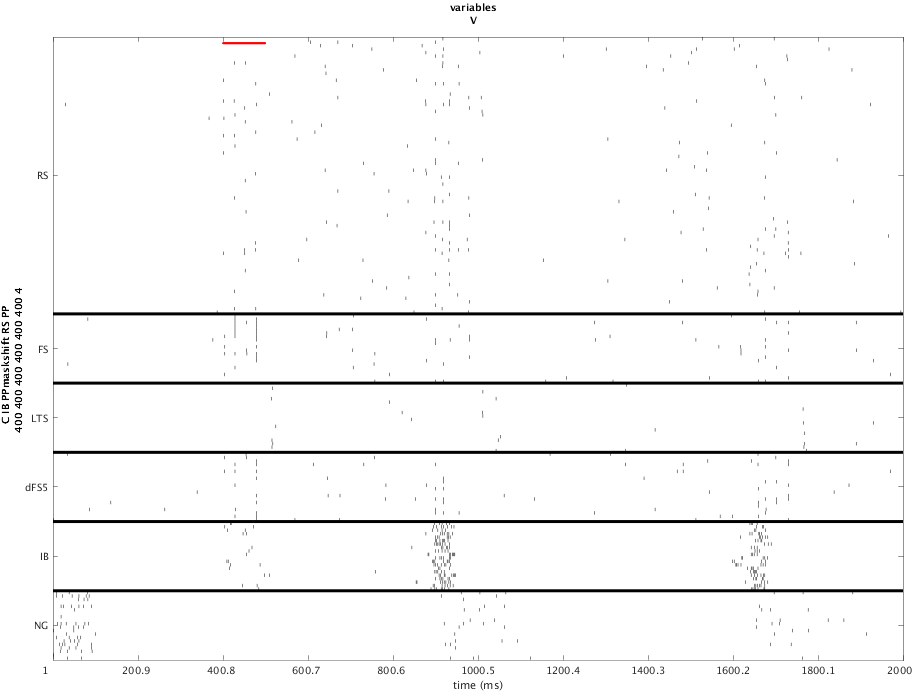 variables
V
C IB PPmaskshift RS PP
400 400 400 400 400 400 4
RS
FS
LTS
dFS5
IB
NG
1
200.9
400.8
600.7
800.6
1000.5
1200.4
1400.3
1600.2
1800.1
2000
time (ms)